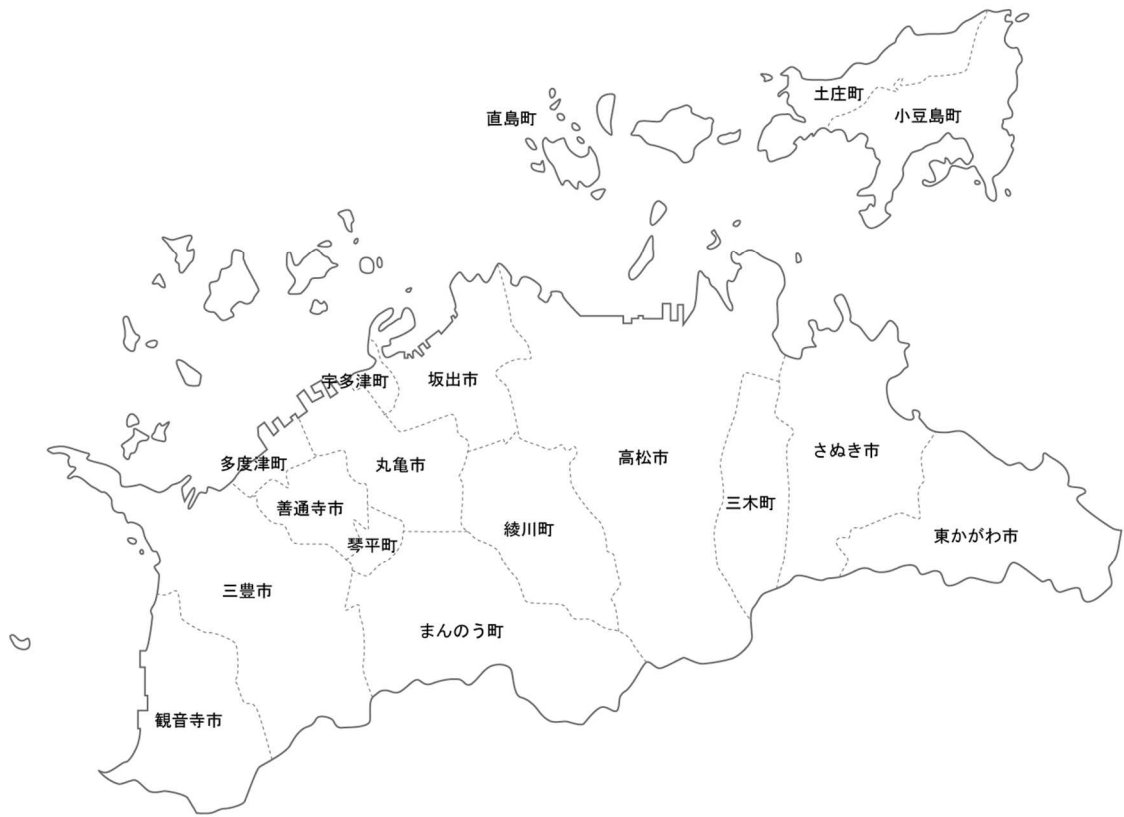 土庄町
小豆島町
直島町
宇多津町
坂出市
さぬき市
高松市
多度津町
丸亀市
三木町
善通寺市
綾川町
東かがわ市
琴平町
三豊市
まんのう町
観音寺市